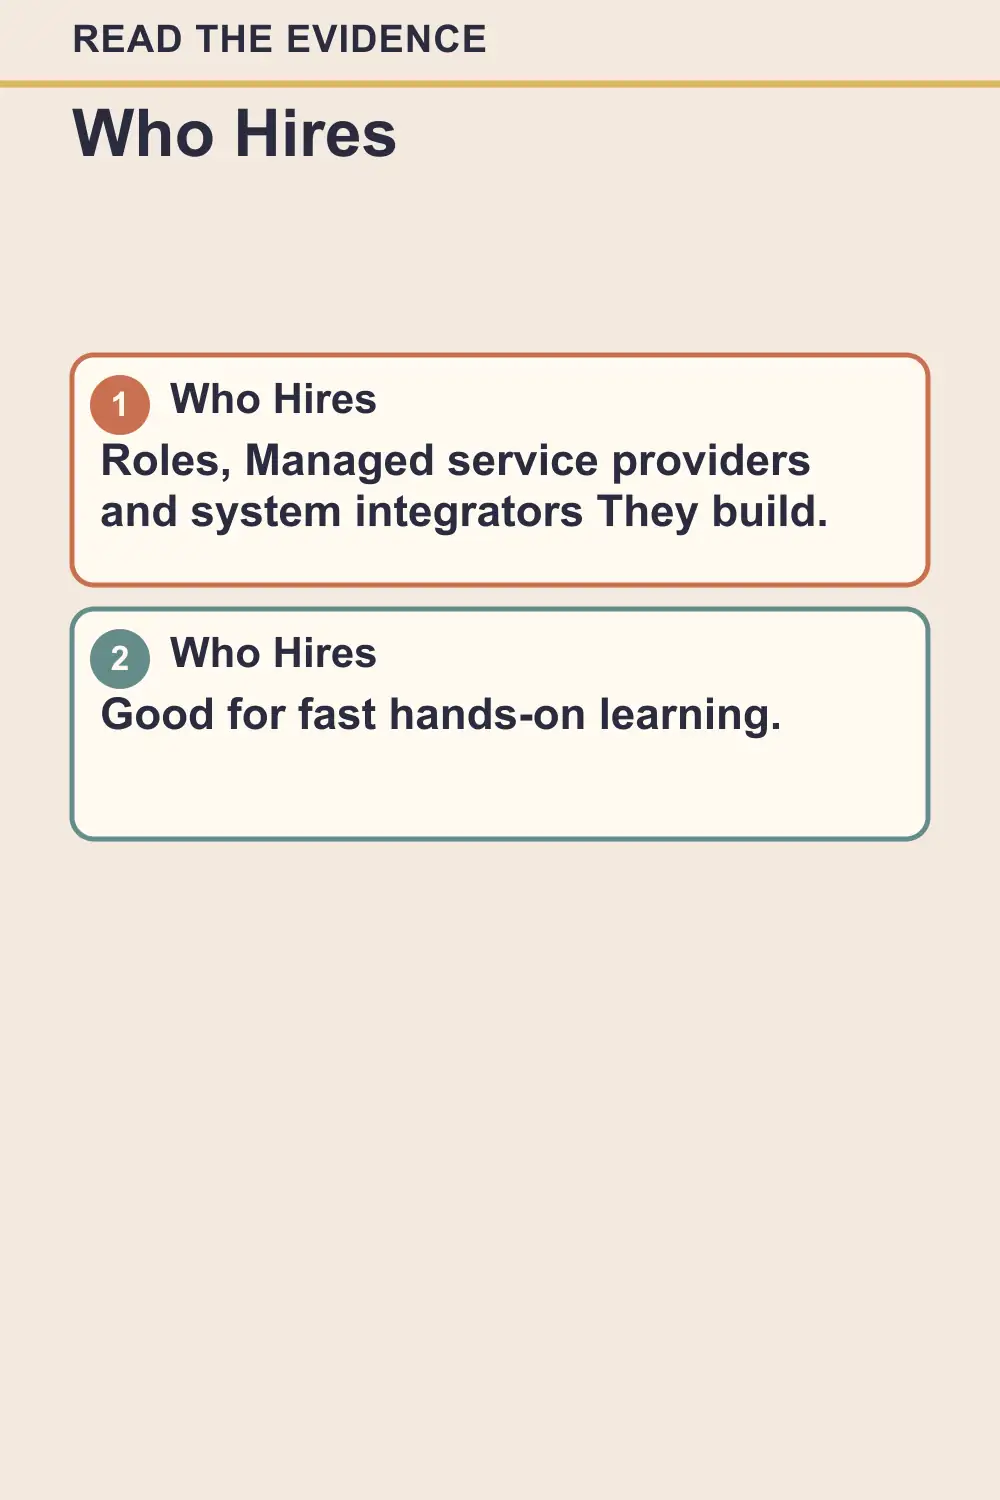 READ THE EVIDENCE
Who Hires
1
Who Hires
Roles, Managed service providers
and system integrators They build.
2
Who Hires
Good for fast hands-on learning.